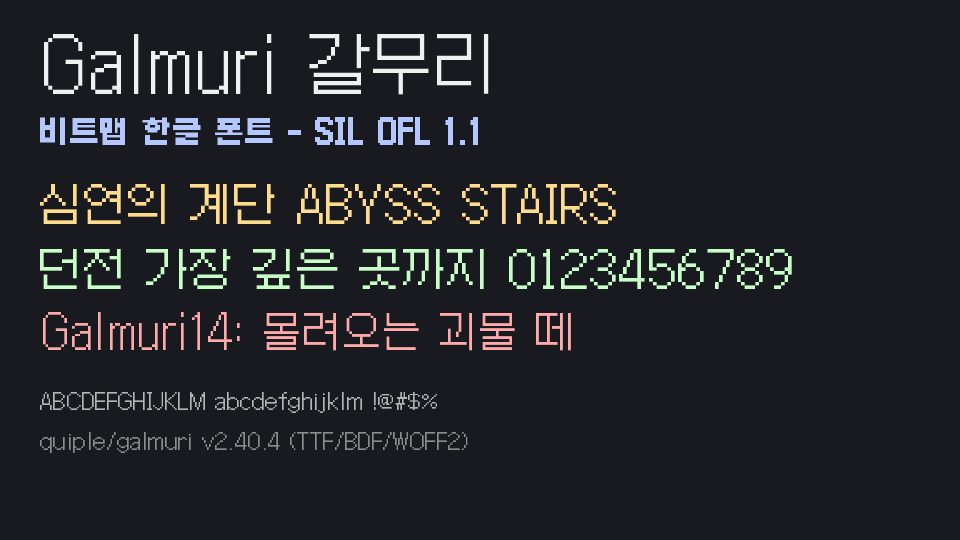 Galmuri 갈무리
비트맵 한글 폰트 - SIL OFL 1.1
심연의 계단 ABYSS STAIRS
던전 가장 깊은 곳까지 0123456789
Galmuri14: 몰려오는 괴물 떼
ABCDEFGHIJKLM abcdefghijklm !@#$%
quiple/galmuri v2.40.4 (TTF/BDF/WOFF2)